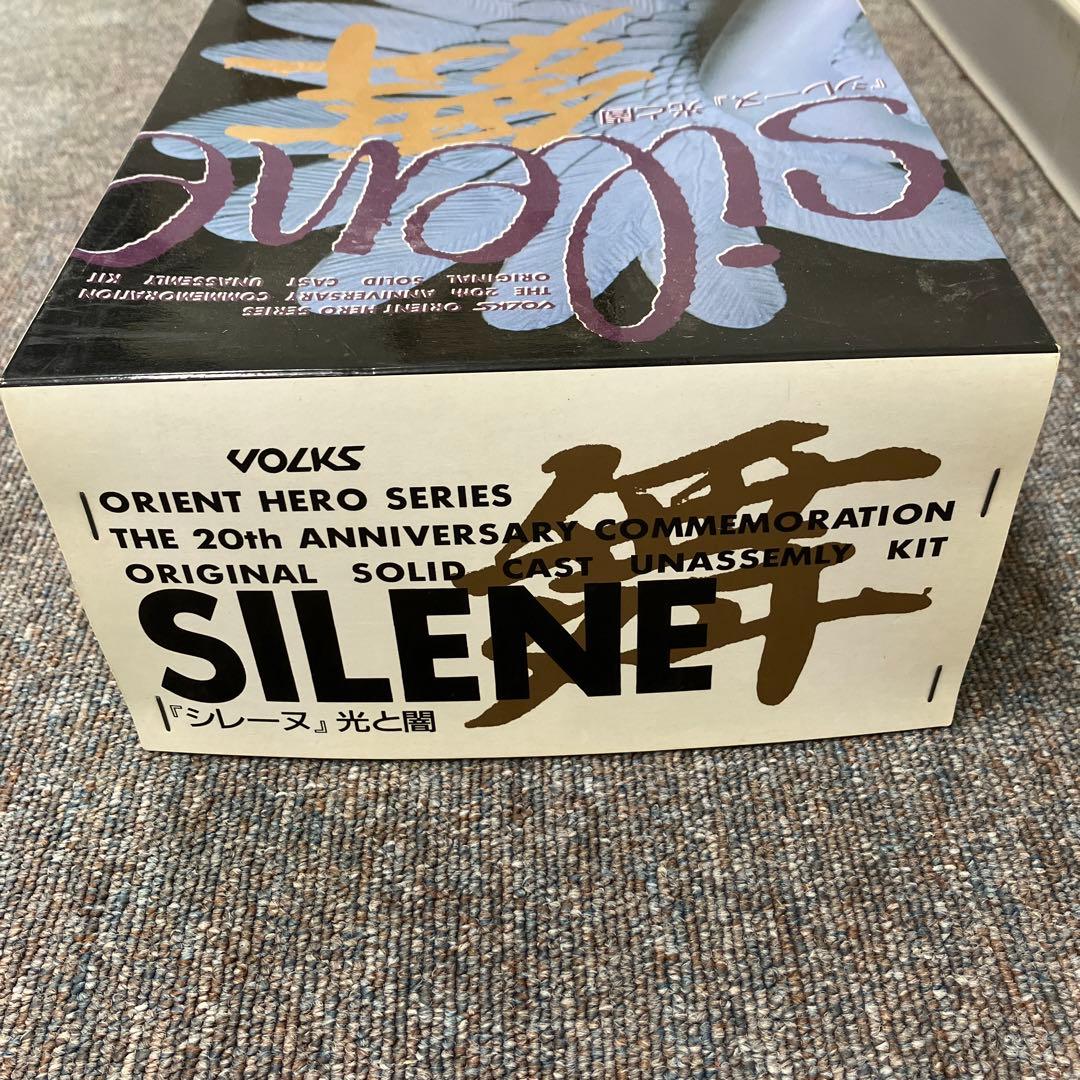 『シレーヌ』光と闇
silene
VOLKS ORIENT HERO SERIES
THE 20th ANNIVERSARY COMMEMORATION
ORIGINAL SOLID CAST UNASSEMLY KIT
VOLKS
ORIENT HERO SERIES
THE 20th ANNIVERSARY COMMEMORATION
ORIGINAL SOLID CAST UNASSEMLY KIT
SILENE
『シレーヌ』光と闇